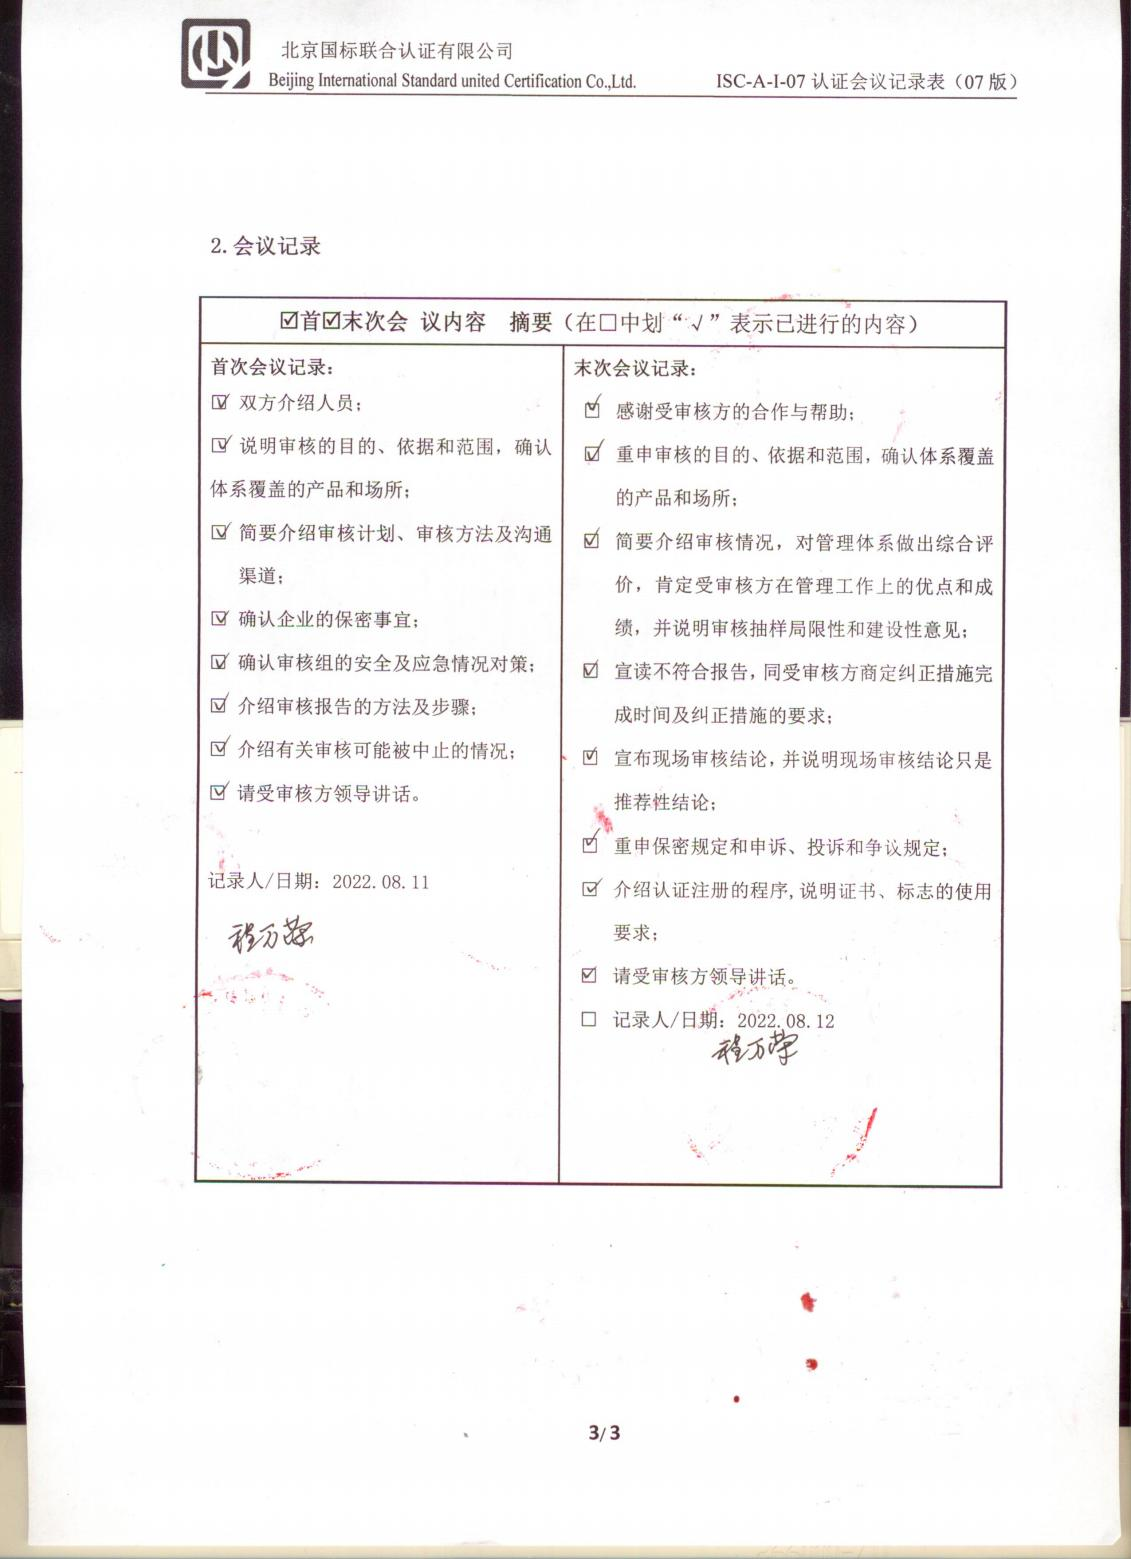 北京国标联合认证有限公司
Beijing International Standard united Certification Co.,Ltd.
ISC-A-I-07 认证会议记录表（07 版）
2. 会议记录
☑首☑末次会 议内容 摘要（在□中划“√”表示已进行的内容）
首次会议记录：
☑ 双方介绍人员；
☑ 说明审核的目的、依据和范围，确认
体系覆盖的产品和场所；
☑ 简要介绍审核计划、审核方法及沟通
渠道；
☑ 确认企业的保密事宜；
☑ 确认审核组的安全及应急情况对策；
☑ 介绍审核报告的方法及步骤；
☑ 介绍有关审核可能被中止的情况；
☑ 请受审核方领导讲话。
记录人/日期：2022.08.11
程万荣
末次会议记录：
☑ 感谢受审核方的合作与帮助；
☑ 重申审核的目的、依据和范围，确认体系覆盖
的产品和场所；
☑ 简要介绍审核情况，对管理体系做出综合评
价，肯定受审核方在管理工作上的优点和成
绩，并说明审核抽样局限性和建设性意见；
☑ 宣读不符合报告，同受审核方商定纠正措施完
成时间及纠正措施的要求；
☑ 宣布现场审核结论，并说明现场审核结论只是
推荐性结论；
☑ 重申保密规定和申诉、投诉和争议规定；
☑ 介绍认证注册的程序，说明证书、标志的使用
要求；
☑ 请受审核方领导讲话。
□ 记录人/日期：2022.08.12
程万荣
3/3